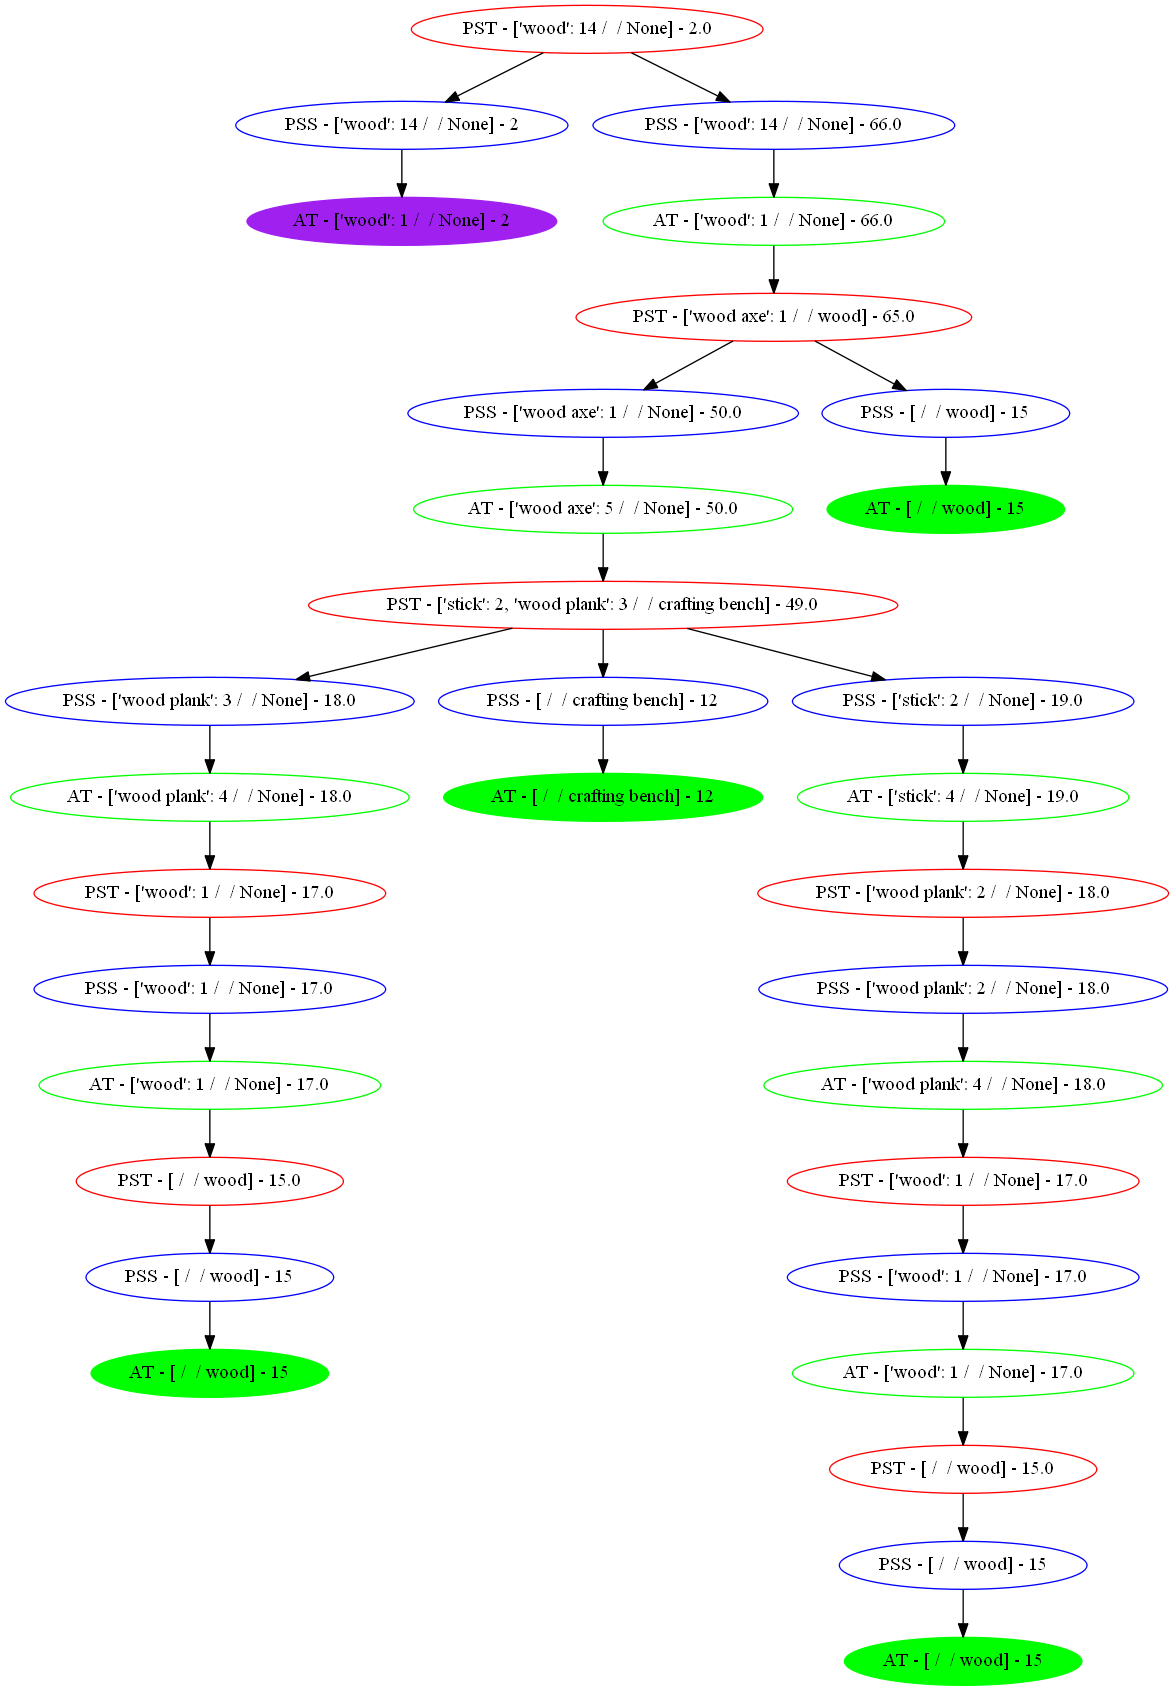 PST - ['wood': 14 /  / None] - 2.0
PSS - ['wood': 14 /  / None] - 2
PSS - ['wood': 14 /  / None] - 66.0
AT - ['wood': 1 /  / None] - 2
AT - ['wood': 1 /  / None] - 66.0
PST - ['wood axe': 1 /  / wood] - 65.0
PSS - ['wood axe': 1 /  / None] - 50.0
PSS - [ /  / wood] - 15
AT - ['wood axe': 5 /  / None] - 50.0
AT - [ /  / wood] - 15
PST - ['stick': 2, 'wood plank': 3 /  / crafting bench] - 49.0
PSS - ['wood plank': 3 /  / None] - 18.0
PSS - [ /  / crafting bench] - 12
PSS - ['stick': 2 /  / None] - 19.0
AT - ['wood plank': 4 /  / None] - 18.0
AT - [ /  / crafting bench] - 12
AT - ['stick': 4 /  / None] - 19.0
PST - ['wood': 1 /  / None] - 17.0
PST - ['wood plank': 2 /  / None] - 18.0
PSS - ['wood': 1 /  / None] - 17.0
PSS - ['wood plank': 2 /  / None] - 18.0
AT - ['wood': 1 /  / None] - 17.0
AT - ['wood plank': 4 /  / None] - 18.0
PST - [ /  / wood] - 15.0
PST - ['wood': 1 /  / None] - 17.0
PSS - [ /  / wood] - 15
PSS - ['wood': 1 /  / None] - 17.0
AT - [ /  / wood] - 15
AT - ['wood': 1 /  / None] - 17.0
PST - [ /  / wood] - 15.0
PSS - [ /  / wood] - 15
AT - [ /  / wood] - 15